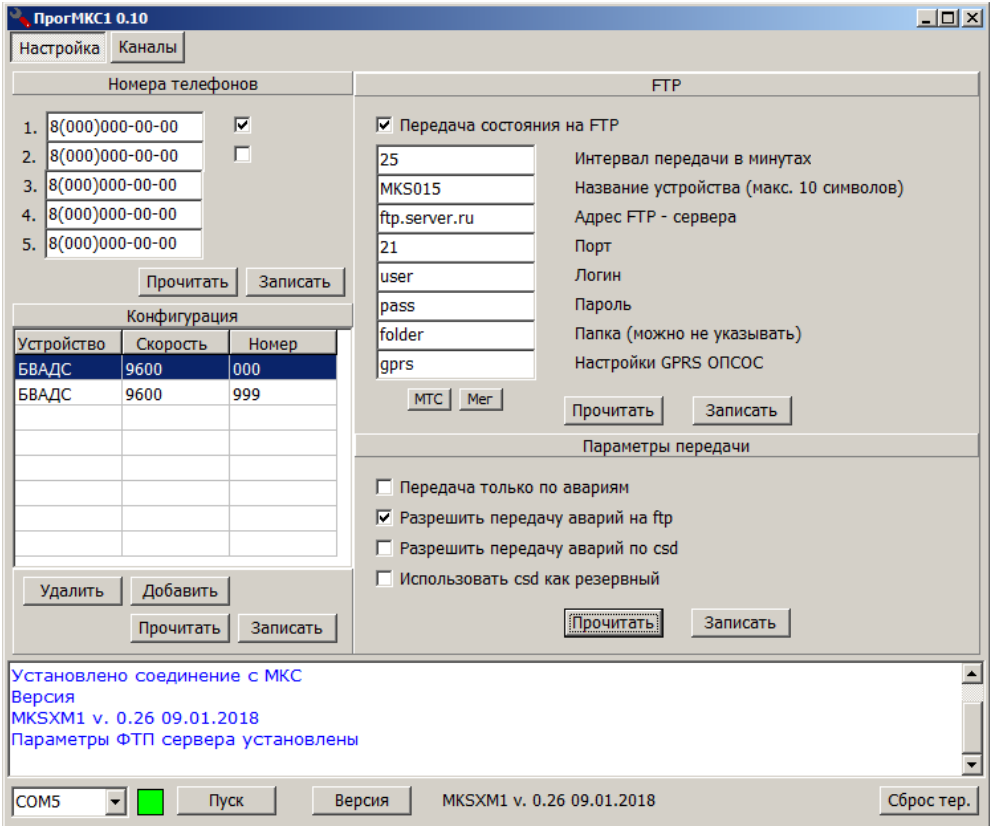 ПрогМКС1 0.10
Настройка Каналы
Номера телефонов
1. 8(000)000-00-00
2. 8(000)000-00-00
3. 8(000)000-00-00
4. 8(000)000-00-00
5. 8(000)000-00-00
Прочитать Записать
Конфигурация
Устройство Скорость Номер
БВАДС 9600 000
БВАДС 9600 999
Удалить Добавить
Прочитать Записать
FTP
Передача состояния на FTP
25 Интервал передачи в минутах
MKS015 Название устройства (макс. 10 символов)
ftp.server.ru Адрес FTP - сервера
21 Порт
user Логин
pass Пароль
folder Папка (можно не указывать)
gprs Настройки GPRS ОПСОС
МТС Мег Прочитать Записать
Параметры передачи
Передача только по авариям
Разрешить передачу аварий на ftp
Разрешить передачу аварий по csd
Использовать csd как резервный
Прочитать Записать
Установлено соединение с МКС
Версия
MKSXM1 v. 0.26 09.01.2018
Параметры ФТП сервера установлены
COM5 Пуск Версия MKSXM1 v. 0.26 09.01.2018 Сброс тер.